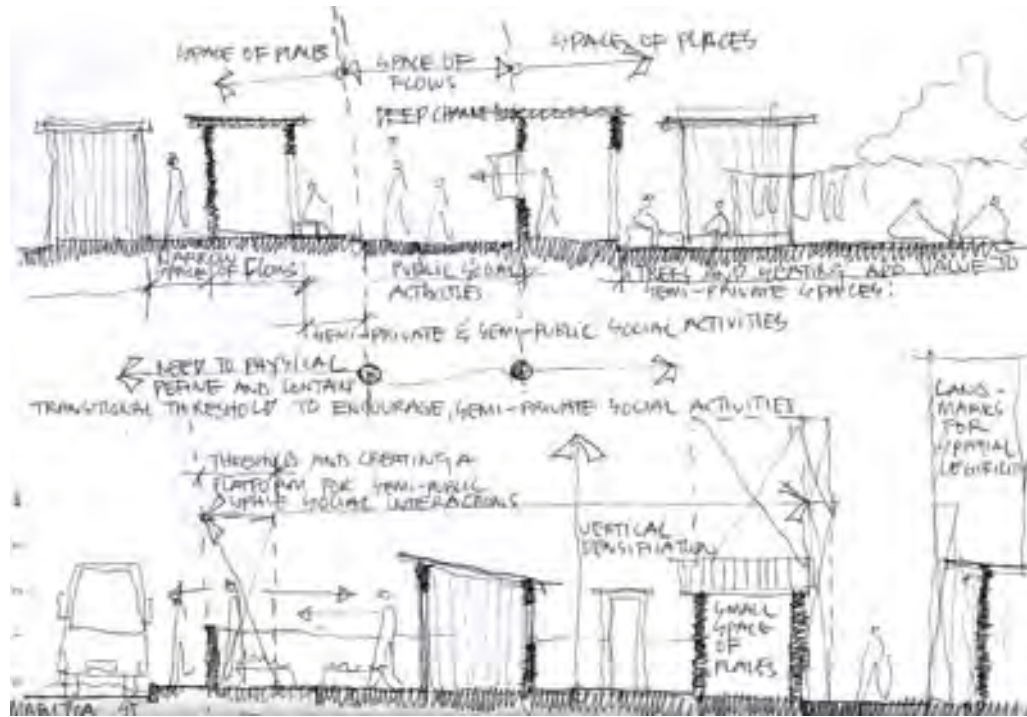 SPACE OF PLACES
SPACE OF
FLOWS
SPACE OF PLACES
DEEP
NARROW
SPACE OF FLOWS
PUBLIC SOCIAL
ACTIVITIES
TREES AND SEATING ADD VALUE TO
SEMI-PRIVATE SPACES!
SEMI-PRIVATE & SEMI-PUBLIC SOCIAL ACTIVITIES
NEED TO PHYSICAL
DEFINE AND CONTAIN
TRANSITIONAL THRESHOLD TO ENCOURAGE SEMI-PRIVATE SOCIAL ACTIVITIES
LAND-
MARKS
FOR
SPATIAL
LEGIBILITY
THRESHOLD AND CREATING A
PLATFORM FOR SEMI-PUBLIC
SOCIAL INTERACTIONS
VERTICAL
DENSIFICATION
SMALL
SPACE
OF
PLACES
ST